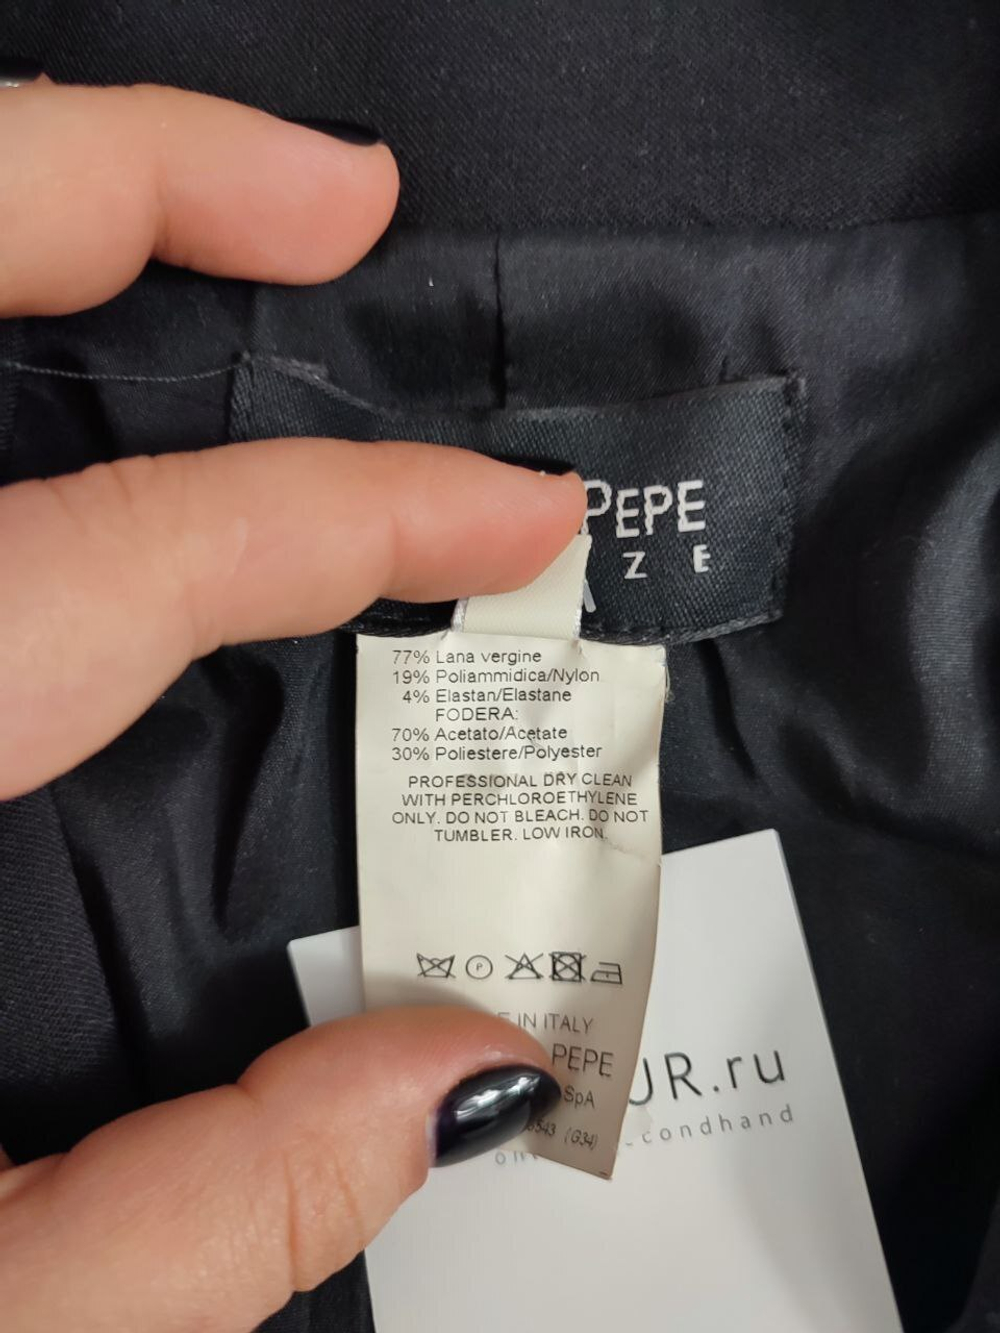 PEPE
Z E
77% Lana vergine
19% Poliammidica/Nylon
4% Elastan/Elastane
FODERA:
70% Acetato/Acetate
30% Poliestere/Polyester
PROFESSIONAL DRY CLEAN
WITH PERCHLOROETHYLENE
ONLY. DO NOT BLEACH. DO NOT
TUMBLER. LOW IRON.
P
E IN ITALY
PEPE
SpA
6543 (G34)
UR.ru
condhand